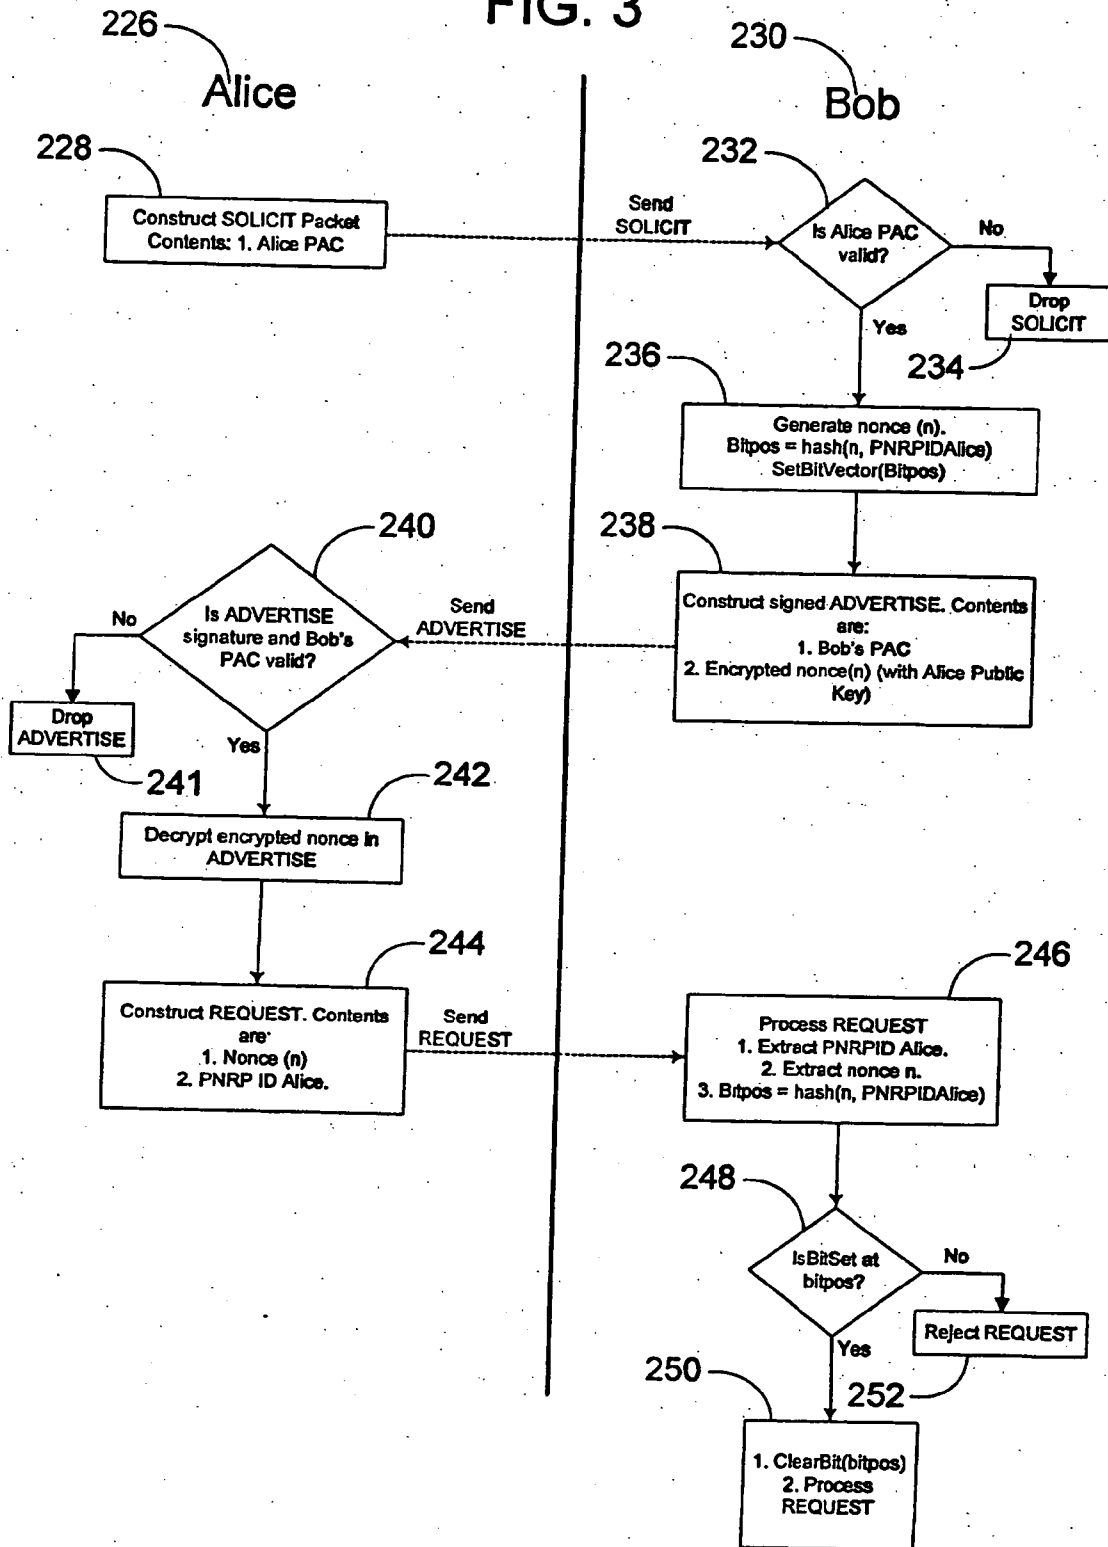 FIG. 3
226
Alice
230
Bob
228
Construct SOLICIT Packet
Contents: 1. Alice PAC
Send
SOLICIT
232
Is Alice PAC
valid?
No
Drop
SOLICIT
234
Yes
236
Generate nonce (n).
Bitpos = hash(n, PNRPIDAlice)
SetBitVector(Bitpos)
238
Construct signed ADVERTISE. Contents
are:
1. Bob's PAC
2. Encrypted nonce(n) (with Alice Public
Key)
Send
ADVERTISE
240
Is ADVERTISE
signature and Bob's
PAC valid?
No
Drop
ADVERTISE
241
Yes
242
Decrypt encrypted nonce in
ADVERTISE
244
Construct REQUEST. Contents
are:
1. Nonce (n)
2. PNRP ID Alice.
Send
REQUEST
246
Process REQUEST
1. Extract PNRPID Alice.
2. Extract nonce n.
3. Bitpos = hash(n, PNRPIDAlice)
248
IsBitSet at
bitpos?
No
Reject REQUEST
252
Yes
250
1. ClearBit(bitpos)
2. Process
REQUEST